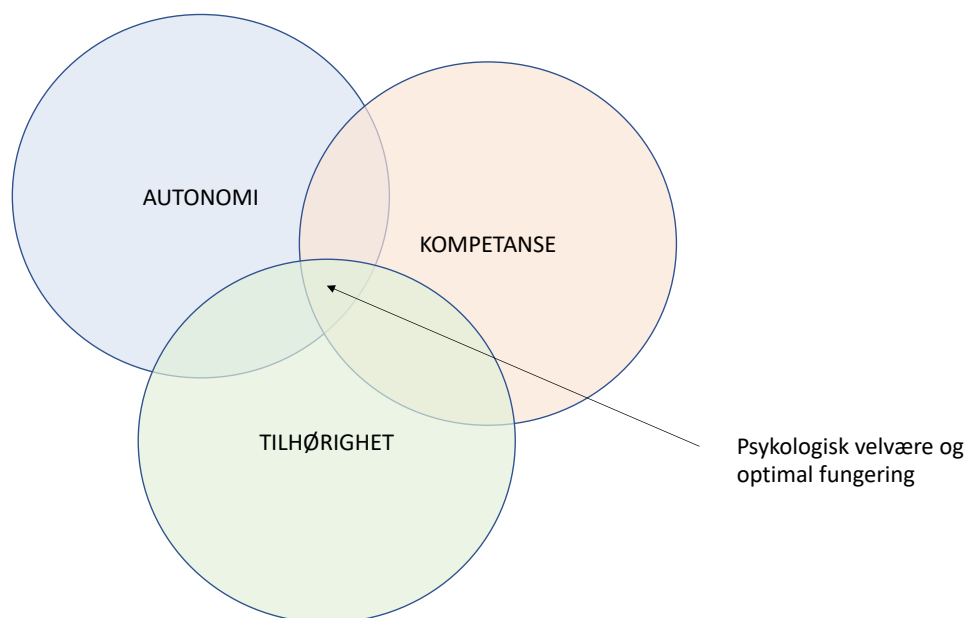 AUTONOMI
KOMPETANSE
TILHØRIGHET
Psykologisk velvære og
optimal fungering